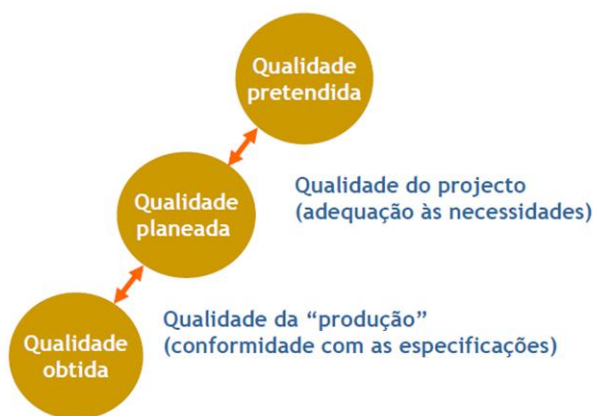 Qualidade
pretendida
Qualidade
planeada
Qualidade do projecto
(adequação às necessidades)
Qualidade
obtida
Qualidade da “produção”
(conformidade com as especificações)